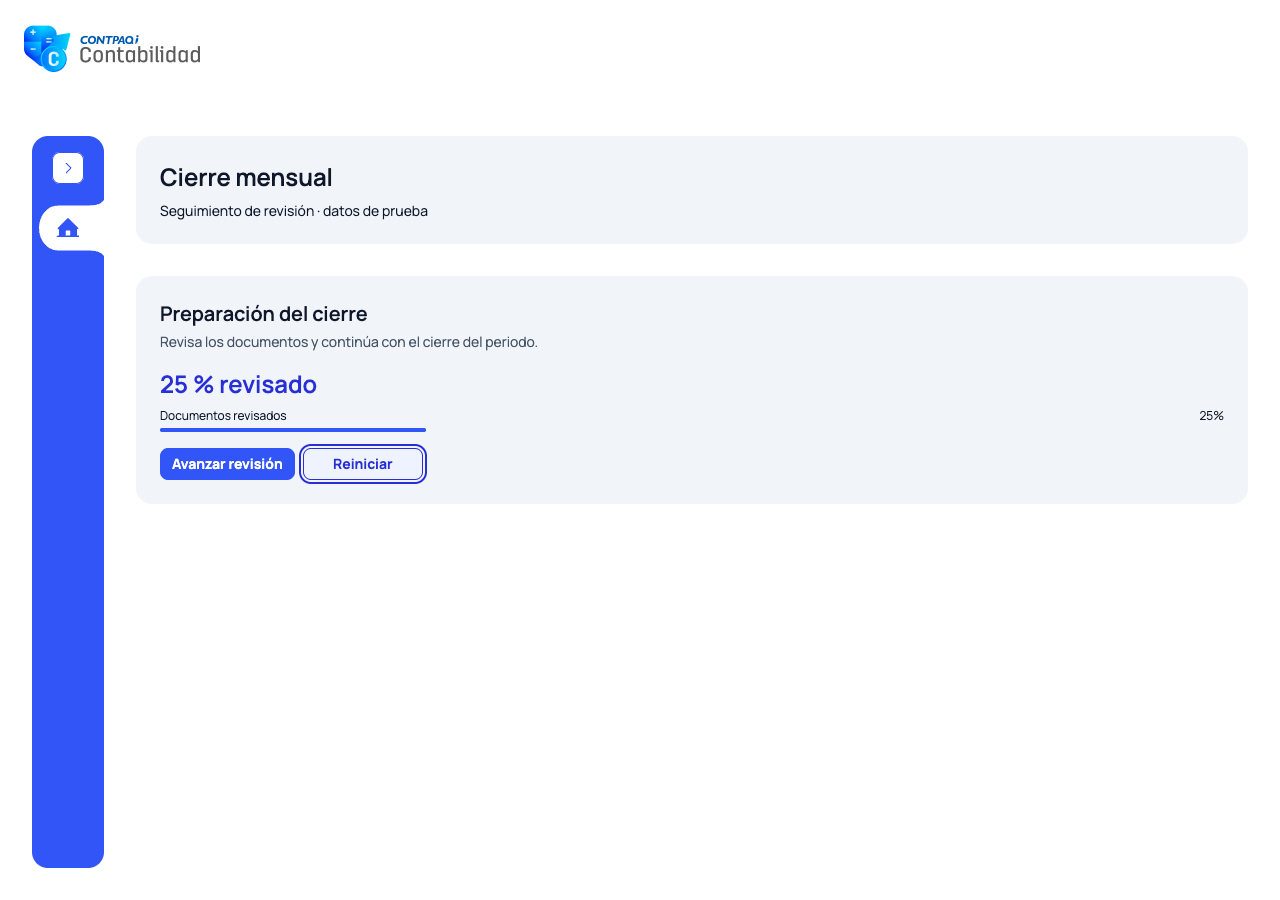 CONTPAQi
Contabilidad
C
Cierre mensual
Seguimiento de revisión · datos de prueba
Preparación del cierre
Revisa los documentos y continúa con el cierre del periodo.
25 % revisado
Documentos revisados 25%
Avanzar revisión Reiniciar